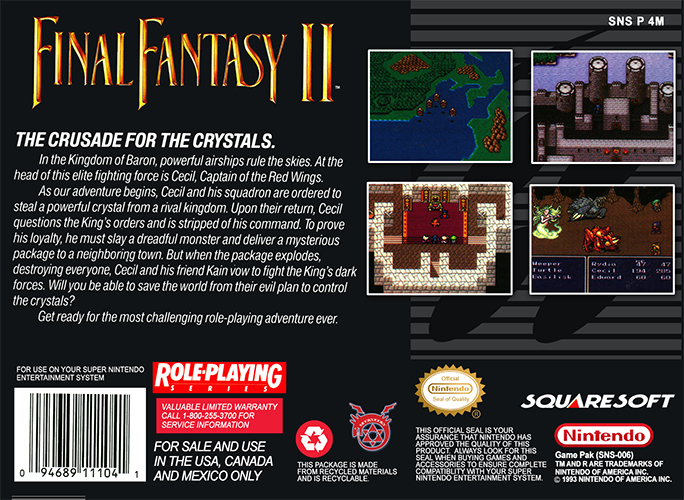 SNS P 4M
FINAL FANTASY II
™
THE CRUSADE FOR THE CRYSTALS.
In the Kingdom of Baron, powerful airships rule the skies. At the
head of this elite fighting force is Cecil, Captain of the Red Wings.
As our adventure begins, Cecil and his squadron are ordered to
steal a powerful crystal from a rival kingdom. Upon their return, Cecil
questions the King's orders and is stripped of his command. To prove
his loyalty, he must slay a dreadful monster and deliver a mysterious
package to a neighboring town. But when the package explodes,
destroying everyone, Cecil and his friend Kain vow to fight the King's dark
forces. Will you be able to save the world from their evil plan to control
the crystals?
Get ready for the most challenging role-playing adventure ever.
Weeper Rydia 47 47
Turtle Cecil 194 205
Basilisk Edward 60 60
FOR USE ON YOUR SUPER NINTENDO
ENTERTAINMENT SYSTEM
0 94689 11104 1
ROLE-PLAYING
SERIES
VALUABLE LIMITED WARRANTY
CALL 1-800-255-3700 FOR
SERVICE INFORMATION
FOR SALE AND USE
IN THE USA, CANADA
AND MEXICO ONLY
THIS PACKAGE IS MADE
FROM RECYCLED MATERIALS
AND IS RECYCLABLE.
Official
Nintendo
Seal of Quality
®
THIS OFFICIAL SEAL IS YOUR
ASSURANCE THAT NINTENDO HAS
APPROVED THE QUALITY OF THIS
PRODUCT. ALWAYS LOOK FOR THIS
SEAL WHEN BUYING GAMES AND
ACCESSORIES TO ENSURE COMPLETE
COMPATIBILITY WITH YOUR SUPER
NINTENDO ENTERTAINMENT SYSTEM.
SQUARESOFT
Nintendo
Game Pak (SNS-006)
TM AND R ARE TRADEMARKS OF
NINTENDO OF AMERICA INC.
© 1993 NINTENDO OF AMERICA INC.